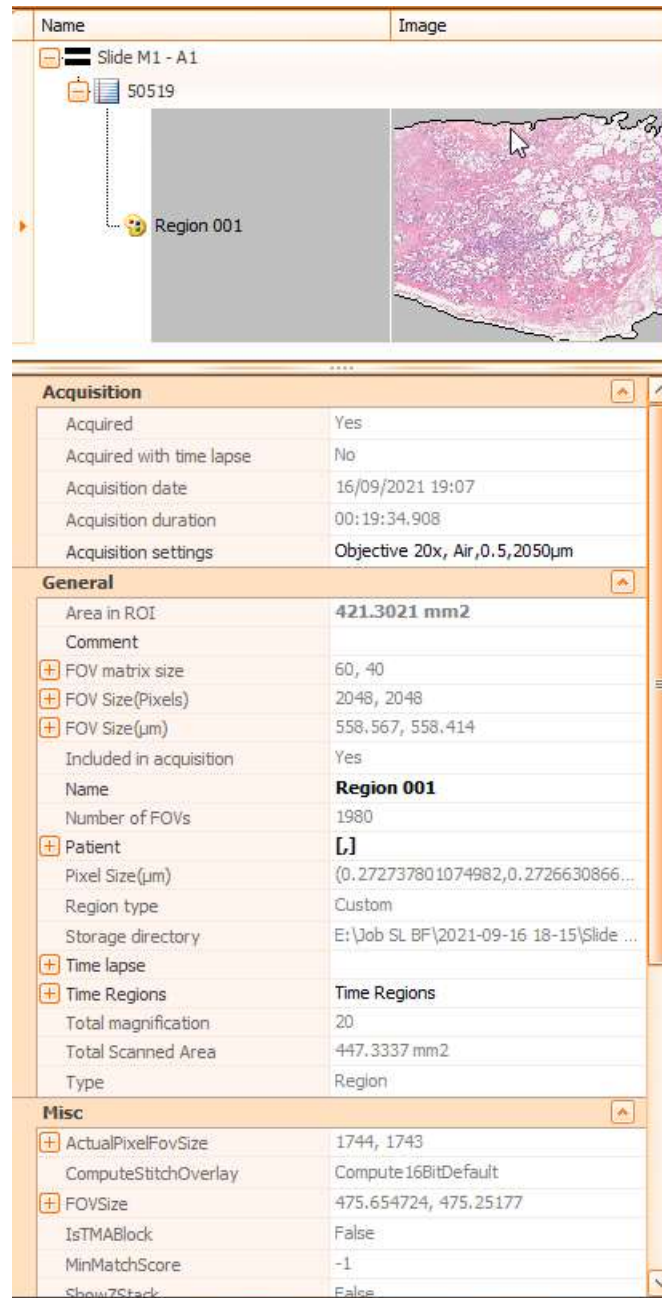 Name Image
Slide M1 - A1
50519
Region 001
Acquisition
Acquired Yes
Acquired with time lapse No
Acquisition date 16/09/2021 19:07
Acquisition duration 00:19:34.908
Acquisition settings Objective 20x, Air,0.5,2050µm
General
Area in ROI 421.3021 mm2
Comment
FOV matrix size 60, 40
FOV Size(Pixels) 2048, 2048
FOV Size(µm) 558.567, 558.414
Included in acquisition Yes
Name Region 001
Number of FOVs 1980
Patient [,]
Pixel Size(µm) (0.272737801074982,0.2726630866...
Region type Custom
Storage directory E:\Job SL BF\2021-09-16 18-15\Slide ...
Time lapse
Time Regions Time Regions
Total magnification 20
Total Scanned Area 447.3337 mm2
Type Region
Misc
ActualPixelFovSize 1744, 1743
ComputeStitchOverlay Compute16BitDefault
FOVSize 475.654724, 475.25177
IsTMABlock False
MinMatchScore -1
ShowZStack False